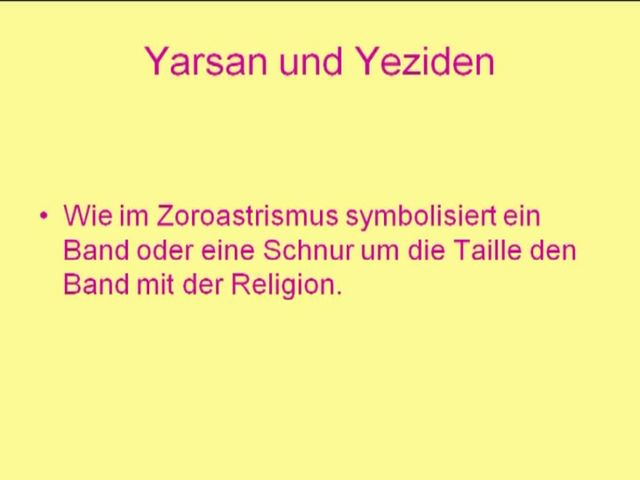 Yarsan und Yeziden
• Wie im Zoroastrismus symbolisiert ein
Band oder eine Schnur um die Taille den
Band mit der Religion.